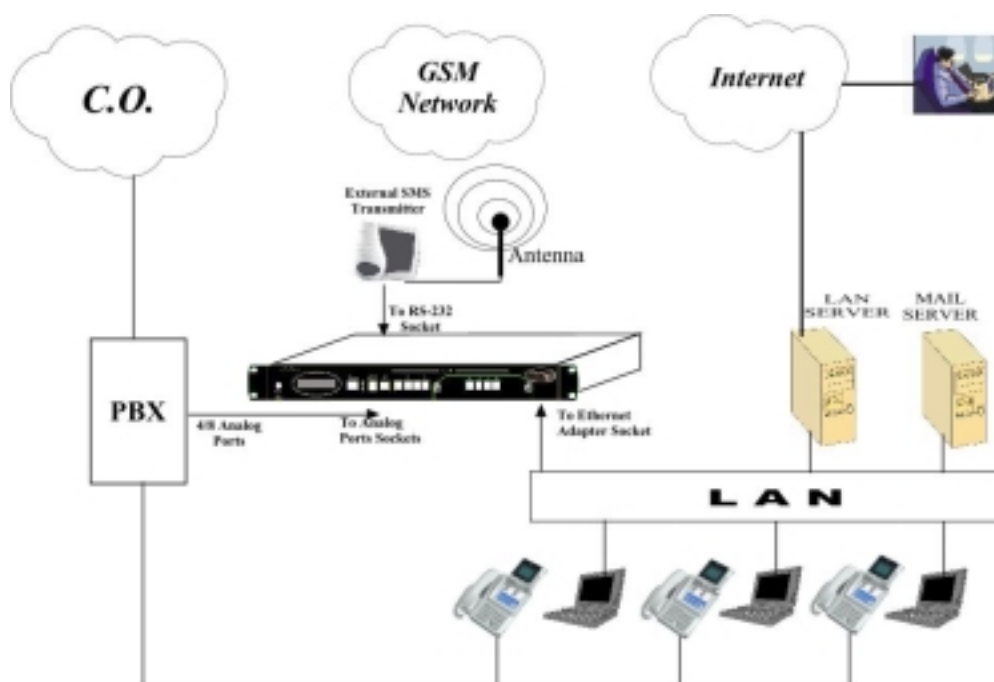 C.O.
GSM
Network
Internet
External SMS
Transmitter
Antenna
To RS-232
Socket
LAN
SERVER
MAIL
SERVER
PBX
4/8 Analog
Ports
To Analog
Ports Sockets
To Ethernet
Adapter Socket
LAN